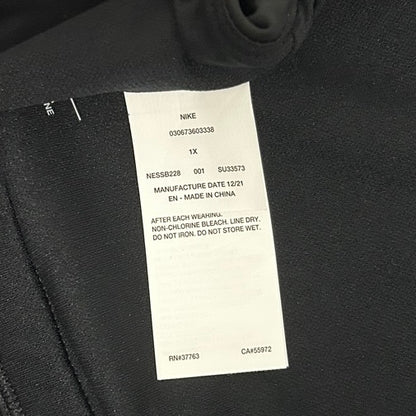 NE
NIKE
030673603338
1X
NESSB228 001 SU33573
MANUFACTURE DATE 12/21
EN - MADE IN CHINA
AFTER EACH WEARING.
NON-CHLORINE BLEACH. LINE DRY.
DO NOT IRON. DO NOT STORE WET.
RN#37763 CA#55972